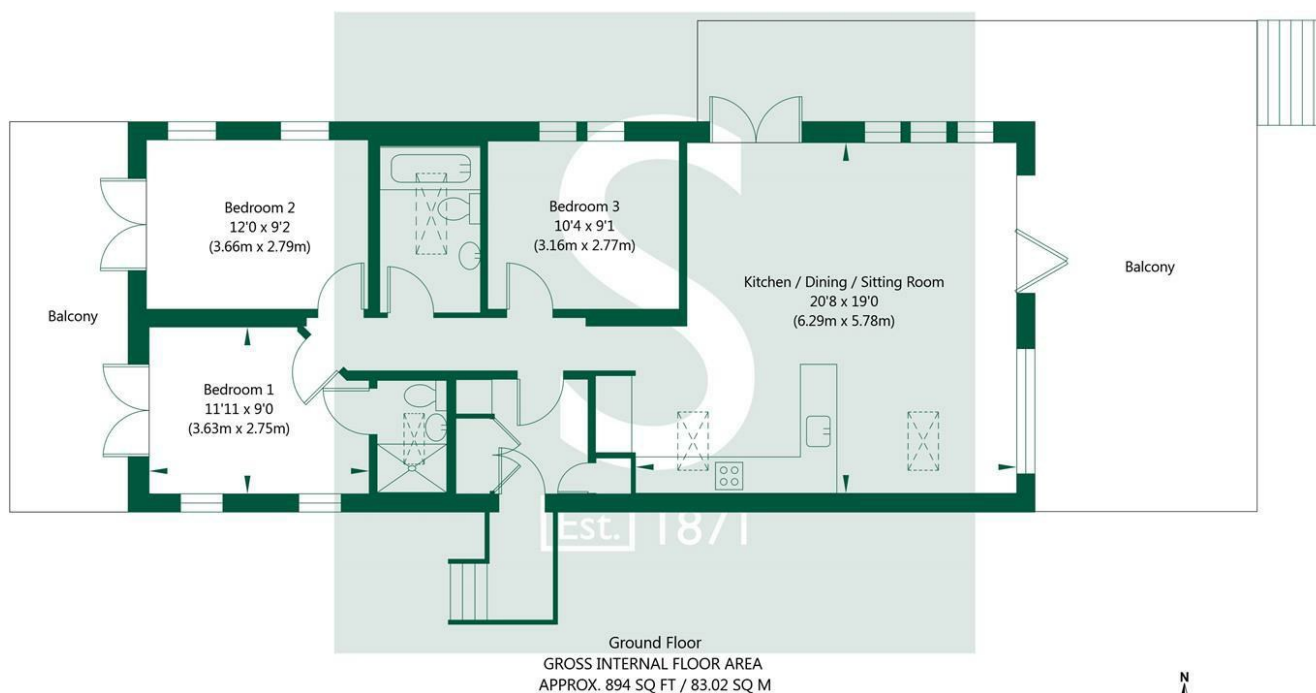 Bedroom 2
12'0 x 9'2
(3.66m x 2.79m)
Bedroom 3
10'4 x 9'1
(3.16m x 2.77m)
Kitchen / Dining / Sitting Room
20'8 x 19'0
(6.29m x 5.78m)
Balcony
Balcony
Bedroom 1
11'11 x 9'0
(3.63m x 2.75m)
S
Est. 1871
Ground Floor
GROSS INTERNAL FLOOR AREA
APPROX. 894 SQ FT / 83.02 SQ M
N